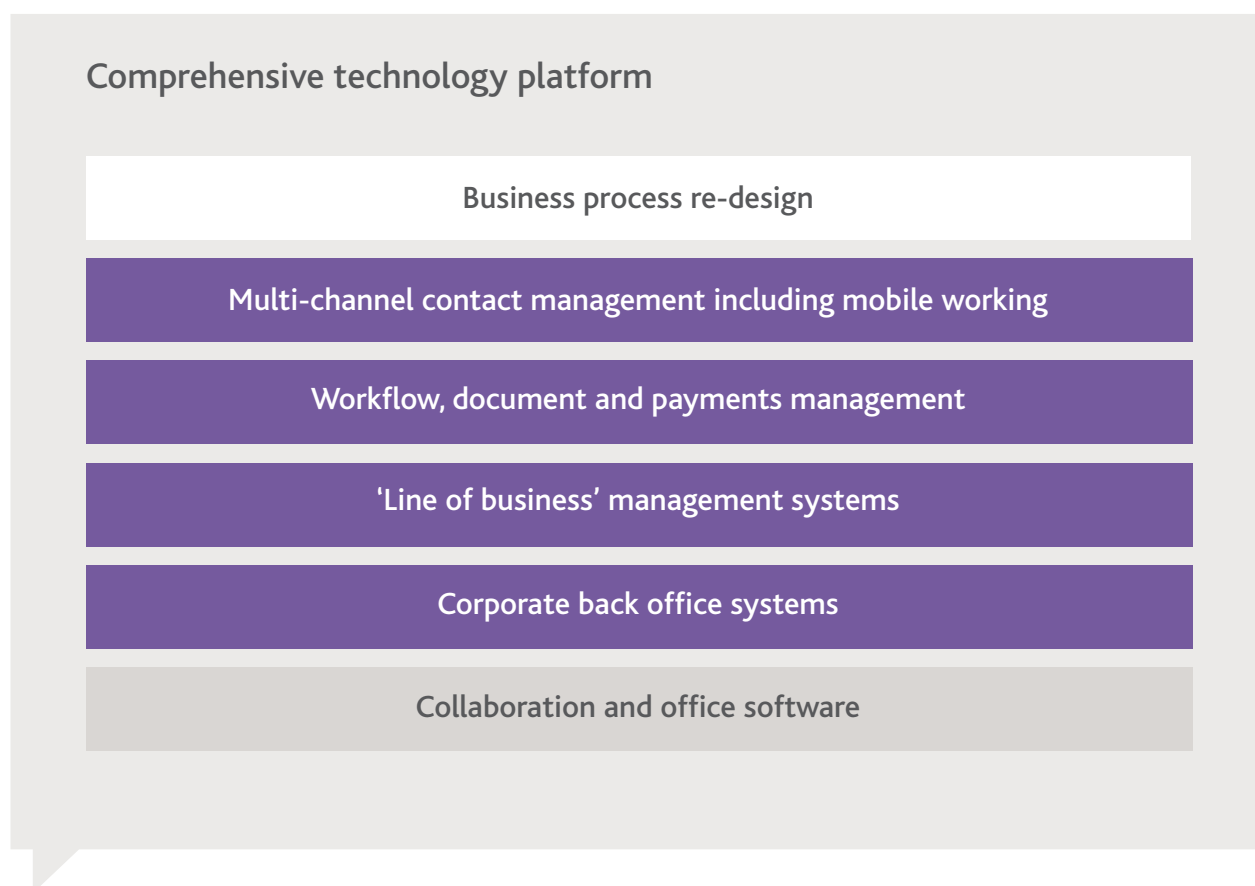 Comprehensive technology platform
Business process re-design
Multi-channel contact management including mobile working
Workflow, document and payments management
‘Line of business’ management systems
Corporate back office systems
Collaboration and office software